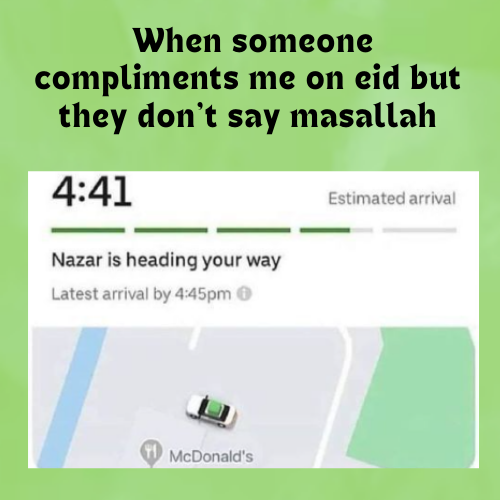 When someone
compliments me on eid but
they don't say masallah
4:41
Estimated arrival
Nazar is heading your way
Latest arrival by 4:45pm
McDonald's